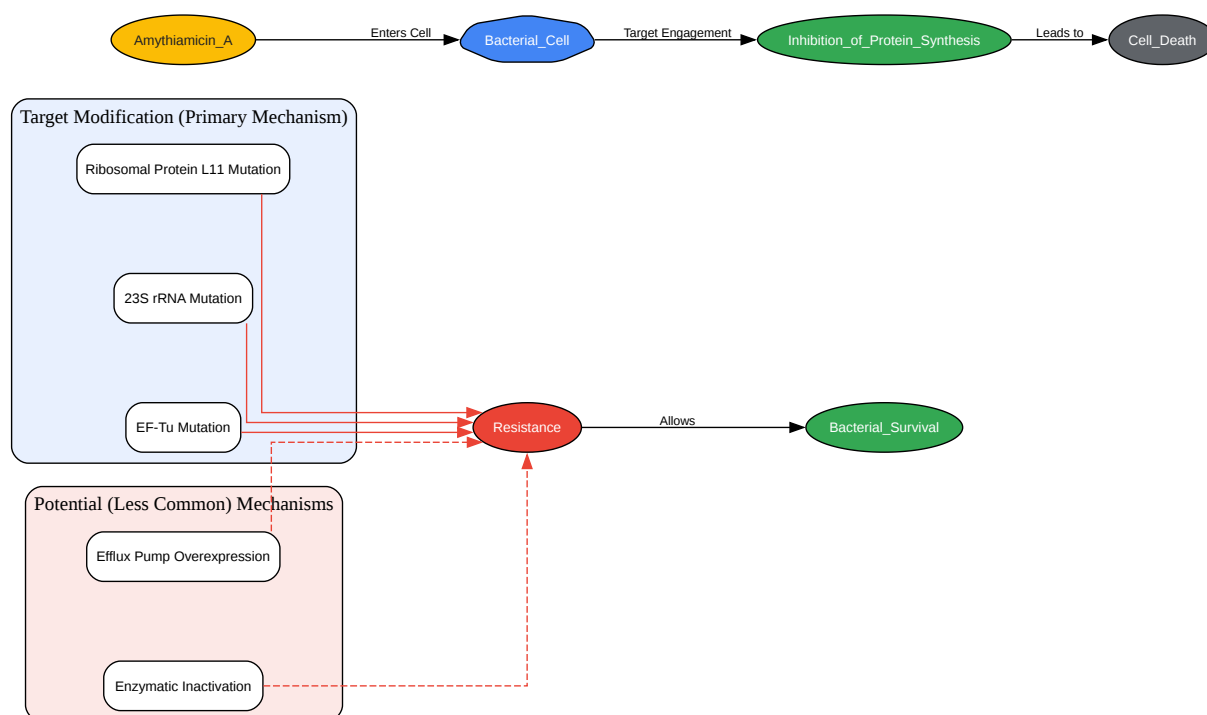 Amythiamicin_A
Enters Cell
Bacterial_Cell
Target Engagement
Inhibition_of_Protein_Synthesis
Leads to
Cell_Death
Target Modification (Primary Mechanism)
Ribosomal Protein L11 Mutation
23S rRNA Mutation
EF-Tu Mutation
Resistance
Allows
Bacterial_Survival
Potential (Less Common) Mechanisms
Efflux Pump Overexpression
Enzymatic Inactivation